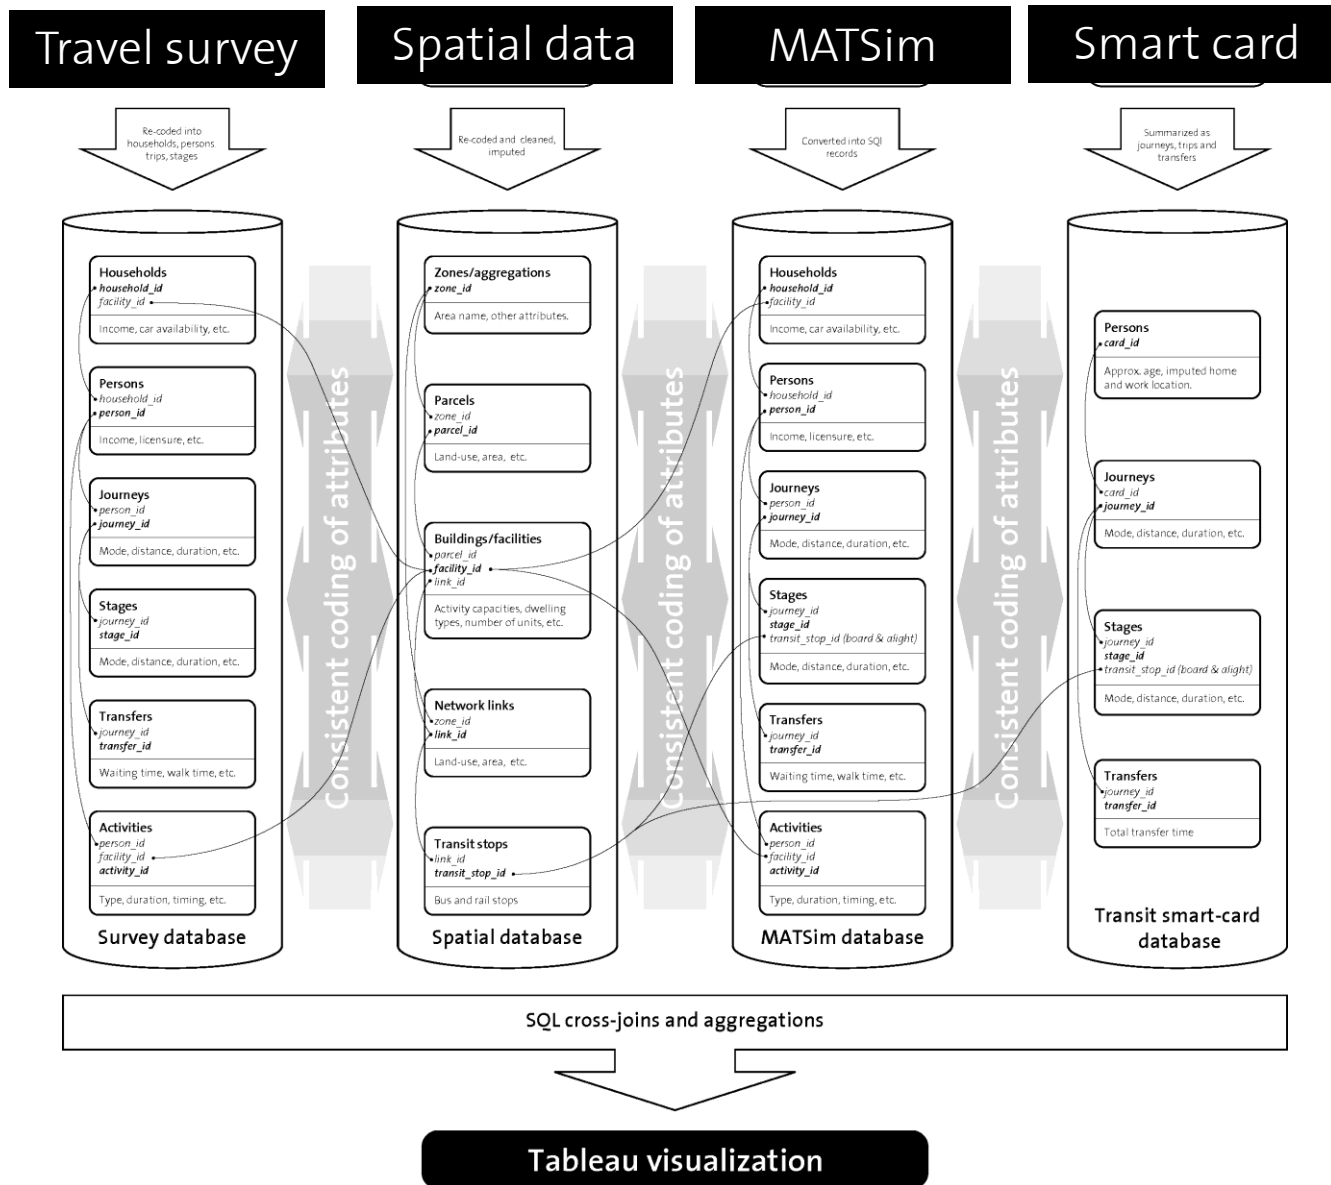 Travel survey
Spatial data
MATSim
Smart card
Re-coded into
households, persons
trips, stages
Re-coded and cleaned,
imputed
Converted into SQl
records
Summarized as
journeys, trips and
transfers
Households
household_id
facility_id
Income, car availability, etc.
Persons
household_id
person_id
Income, licensure, etc.
Journeys
person_id
journey_id
Mode, distance, duration, etc.
Stages
journey_id
stage_id
Mode, distance, duration, etc.
Transfers
journey_id
transfer_id
Waiting time, walk time, etc.
Activities
person_id
facility_id
activity_id
Type, duration, timing, etc.
Survey database
Consistent coding of attributes
Zones/aggregations
zone_id
Area name, other attributes.
Parcels
zone_id
parcel_id
Land-use, area, etc.
Buildings/facilities
parcel_id
facility_id
link_id
Activity capacities, dwelling
types, number of units, etc.
Network links
zone_id
link_id
Land-use, area, etc.
Transit stops
link_id
transit_stop_id
Bus and rail stops
Spatial database
Consistent coding of attributes
Households
household_id
facility_id
Income, car availability, etc.
Persons
household_id
person_id
Income, licensure, etc.
Journeys
person_id
journey_id
Mode, distance, duration, etc.
Stages
journey_id
stage_id
transit_stop_id (board & alight)
Mode, distance, duration, etc.
Transfers
journey_id
transfer_id
Waiting time, walk time, etc.
Activities
person_id
facility_id
activity_id
Type, duration, timing, etc.
MATSim database
Consistent coding of attributes
Persons
card_id
Approx. age, imputed home
and work location.
Journeys
card_id
journey_id
Mode, distance, duration, etc.
Stages
journey_id
stage_id
transit_stop_id (board & alight)
Mode, distance, duration, etc.
Transfers
journey_id
transfer_id
Total transfer time
Transit smart-card
database
SQL cross-joins and aggregations
Tableau visualization